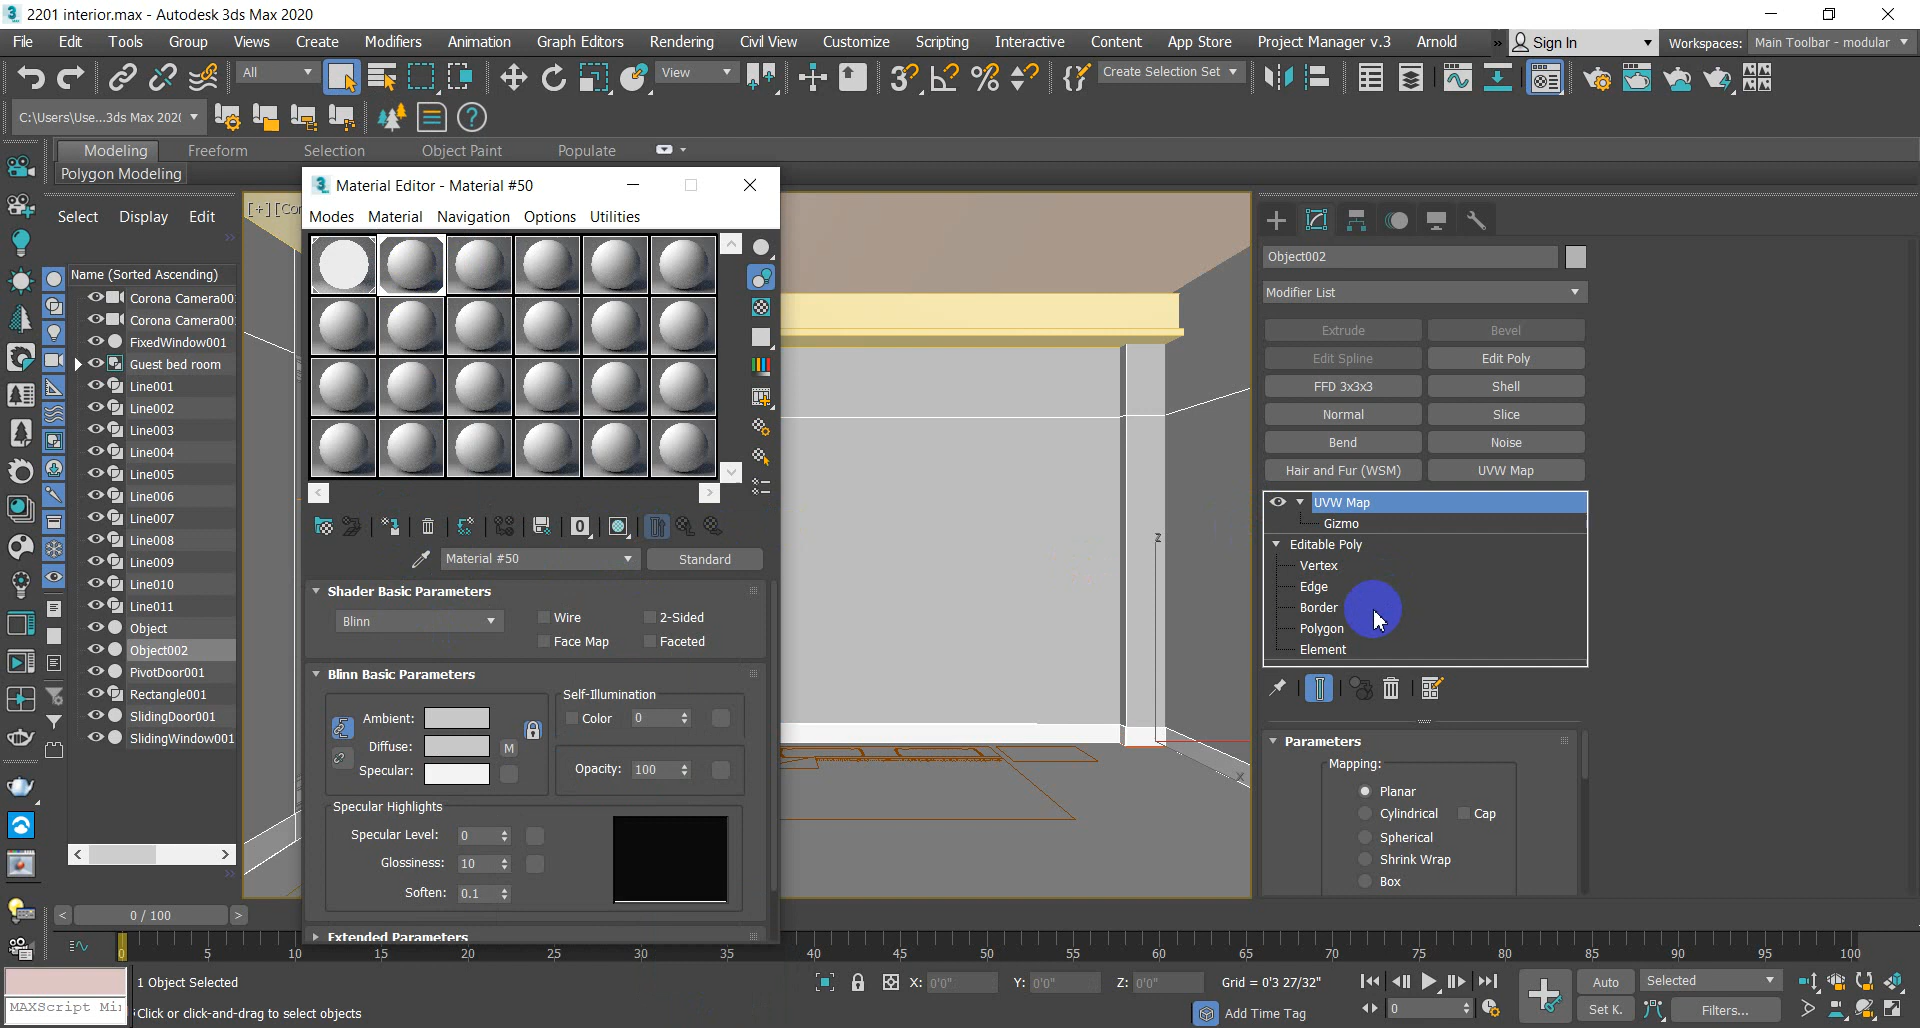 2201 interior.max - Autodesk 3ds Max 2020
File Edit Tools Group Views Create Modifiers Animation Graph Editors Rendering Civil View Customize Scripting Interactive Content App Store Project Manager v.3 Arnold » Sign In Workspaces: Main Toolbar - modular
All View Create Selection Set
C:\Users\Use...3ds Max 202
Modeling Freeform Selection Object Paint Populate
Polygon Modeling
Material Editor - Material #50
Modes Material Navigation Options Utilities
Select Display Edit
[+] [Cor
Name (Sorted Ascending)
Corona Camera00
Corona Camera00
FixedWindow001
Guest bed room
Line001
Line002
Line003
Line004
Line005
Line006
Line007
Line008
Line009
Line010
Line011
Object
Object002
PivotDoor001
Rectangle001
SlidingDoor001
SlidingWindow001
0
Material #50 Standard
Shader Basic Parameters
Blinn Wire 2-Sided
Face Map Faceted
Blinn Basic Parameters
Self-Illumination
Ambient: Color 0
Diffuse: M
Specular: Opacity: 100
Specular Highlights
Specular Level: 0
Glossiness: 10
Soften: 0.1
Extended Parameters
Z
X
Object002
Modifier List
Extrude Bevel
Edit Spline Edit Poly
FFD 3x3x3 Shell
Normal Slice
Bend Noise
Hair and Fur (WSM) UVW Map
UVW Map
Gizmo
Editable Poly
Vertex
Edge
Border
Polygon
Element
Parameters
Mapping:
Planar
Cylindrical Cap
Spherical
Shrink Wrap
Box
< 0 / 100 >
0 5 10 15 20 25 30 35 40 45 50 55 60 65 70 75 80 85 90 95 100
1 Object Selected X: 0'0" Y: 0'0" Z: 0'0" Grid = 0'3 27/32" Auto Selected
MAXScript Mi Click or click-and-drag to select objects Add Time Tag 0 Set K. Filters...